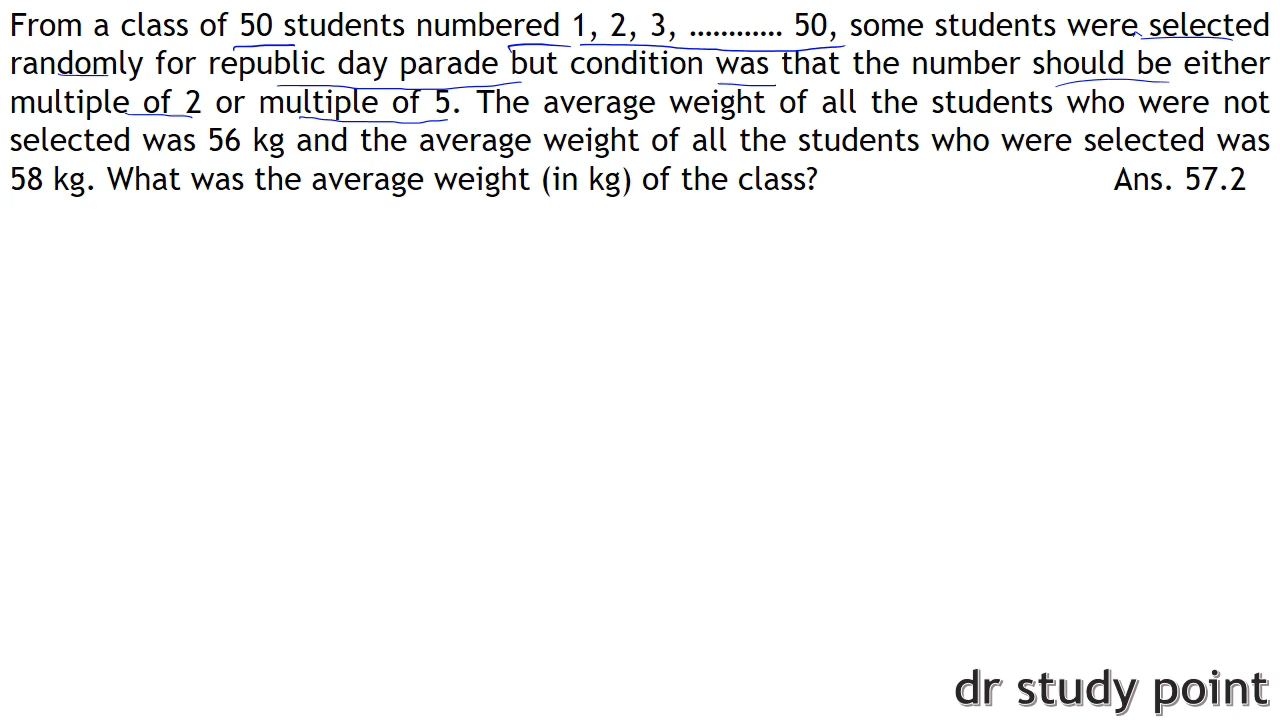 From a class of 50 students numbered 1, 2, 3, ............ 50, some students were selected
randomly for republic day parade but condition was that the number should be either
multiple of 2 or multiple of 5. The average weight of all the students who were not
selected was 56 kg and the average weight of all the students who were selected was
58 kg. What was the average weight (in kg) of the class? Ans. 57.2
dr study point